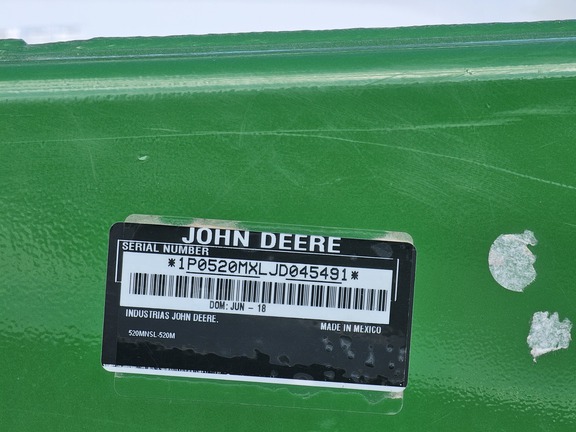 JOHN DEERE
SERIAL NUMBER
*1P0520MXLJD045491*
DOM: JUN - 18
INDUSTRIAS JOHN DEERE. MADE IN MEXICO
520MNSL-520M